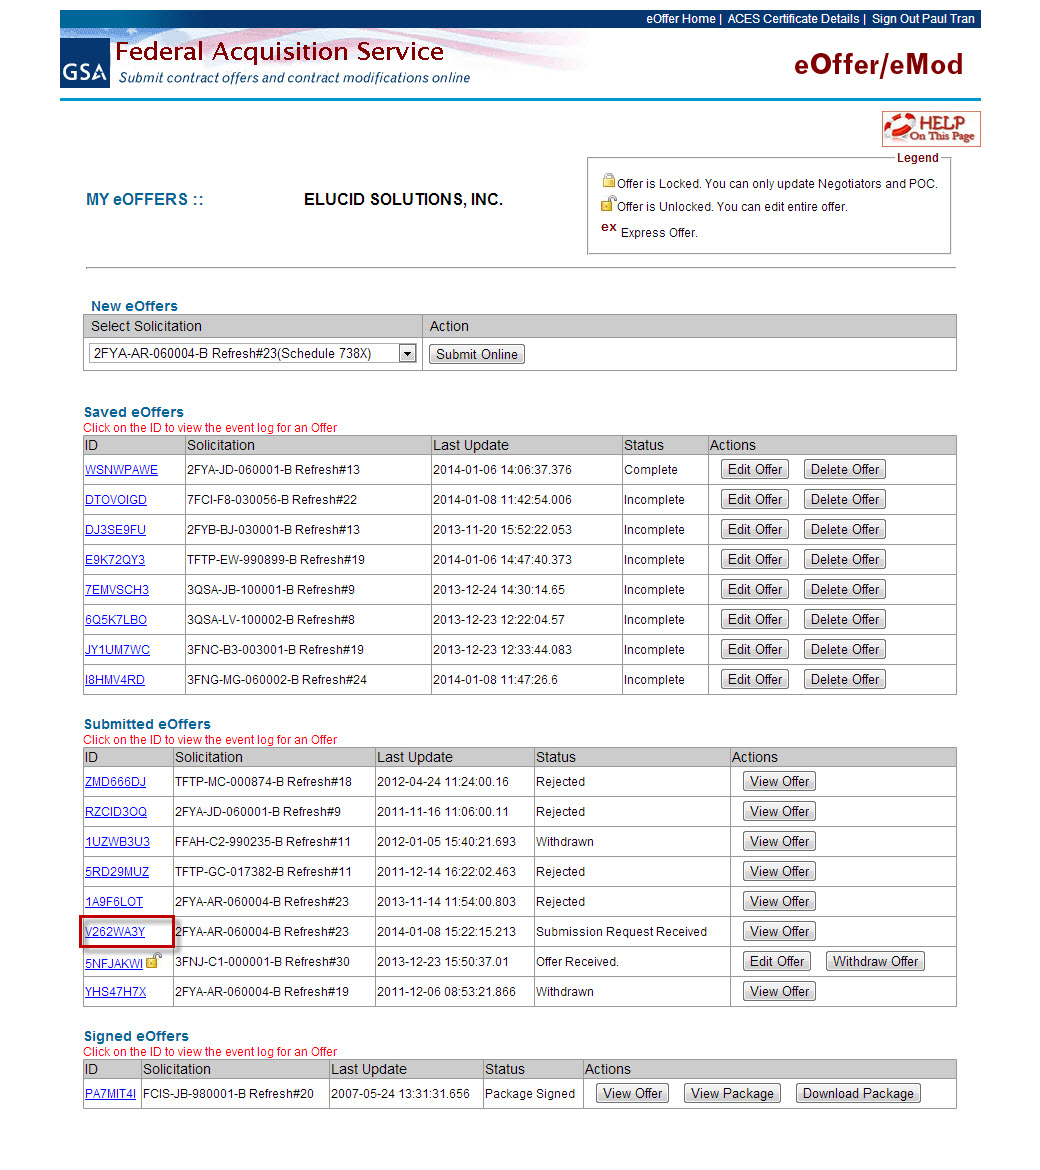 eOffer Home | ACES Certificate Details | Sign Out Paul Tran
GSA Federal Acquisition Service
Submit contract offers and contract modifications online
eOffer/eMod
HELP
On This Page
Legend
Offer is Locked. You can only update Negotiators and POC.
Offer is Unlocked. You can edit entire offer.
ex Express Offer.
MY eOFFERS :: ELUCID SOLUTIONS, INC.
New eOffers
Select Solicitation Action
2FYA-AR-060004-B Refresh#23(Schedule 738X) Submit Online
Saved eOffers
Click on the ID to view the event log for an Offer
ID Solicitation Last Update Status Actions
WSNWPAWE 2FYA-JD-060001-B Refresh#13 2014-01-06 14:06:37.376 Complete Edit Offer Delete Offer
DTOVOIGD 7FCI-F8-030056-B Refresh#22 2014-01-08 11:42:54.006 Incomplete Edit Offer Delete Offer
DJ3SE9FU 2FYB-BJ-030001-B Refresh#13 2013-11-20 15:52:22.053 Incomplete Edit Offer Delete Offer
E9K72QY3 TFTP-EW-990899-B Refresh#19 2014-01-06 14:47:40.373 Incomplete Edit Offer Delete Offer
7EMVSCH3 3QSA-JB-100001-B Refresh#9 2013-12-24 14:30:14.65 Incomplete Edit Offer Delete Offer
6Q5K7LBO 3QSA-LV-100002-B Refresh#8 2013-12-23 12:22:04.57 Incomplete Edit Offer Delete Offer
JY1UM7WC 3FNC-B3-003001-B Refresh#19 2013-12-23 12:33:44.083 Incomplete Edit Offer Delete Offer
I8HMV4RD 3FNG-MG-060002-B Refresh#24 2014-01-08 11:47:26.6 Incomplete Edit Offer Delete Offer
Submitted eOffers
Click on the ID to view the event log for an Offer
ID Solicitation Last Update Status Actions
ZMD666DJ TFTP-MC-000874-B Refresh#18 2012-04-24 11:24:00.16 Rejected View Offer
RZCID3OQ 2FYA-JD-060001-B Refresh#9 2011-11-16 11:06:00.11 Rejected View Offer
1UZWB3U3 FFAH-C2-990235-B Refresh#11 2012-01-05 15:40:21.693 Withdrawn View Offer
5RD29MUZ TFTP-GC-017382-B Refresh#11 2011-12-14 16:22:02.463 Rejected View Offer
1A9F6LOT 2FYA-AR-060004-B Refresh#23 2013-11-14 11:54:00.803 Rejected View Offer
V262WA3Y 2FYA-AR-060004-B Refresh#23 2014-01-08 15:22:15.213 Submission Request Received View Offer
5NFJAKWI 3FNJ-C1-000001-B Refresh#30 2013-12-23 15:50:37.01 Offer Received. Edit Offer Withdraw Offer
YHS47H7X 2FYA-AR-060004-B Refresh#19 2011-12-06 08:53:21.866 Withdrawn View Offer
Signed eOffers
Click on the ID to view the event log for an Offer
ID Solicitation Last Update Status Actions
PA7MIT4I FCIS-JB-980001-B Refresh#20 2007-05-24 13:31:31.656 Package Signed View Offer View Package Download Package